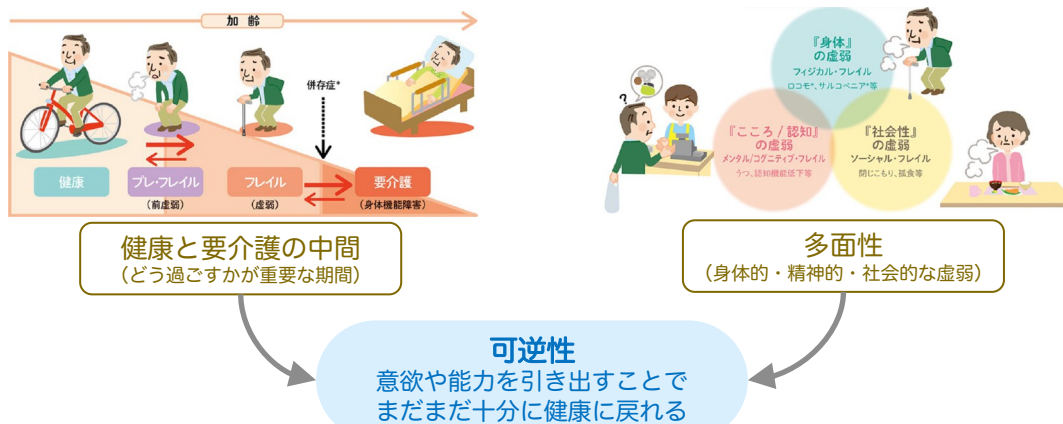 加 齢
併存症*
健康
プレ・フレイル
(前虚弱)
フレイル
(虚弱)
要介護
(身体機能障害)
健康と要介護の中間
（どう過ごすかが重要な期間）
『身体』
の虚弱
フィジカル・フレイル
ロコモ*、サルコペニア*等
?
『こころ / 認知』
の虚弱
メンタル/コグニティブ・フレイル
うつ、認知機能低下等
『社会性』
の虚弱
ソーシャル・フレイル
閉じこもり、孤食等
多面性
（身体的・精神的・社会的な虚弱）
可逆性
意欲や能力を引き出すことで
まだまだ十分に健康に戻れる